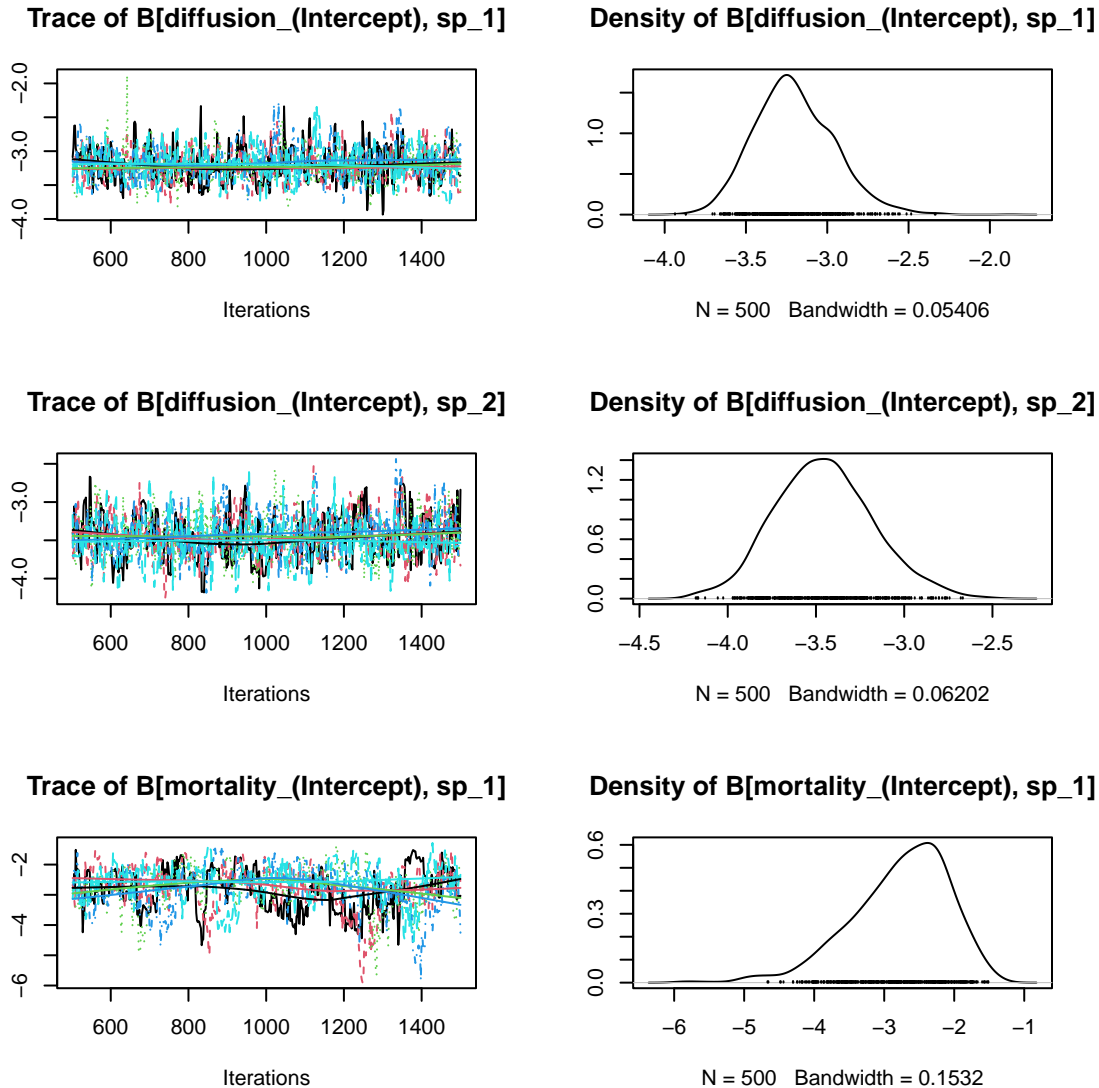 Trace of B[diffusion_(Intercept), sp_1]
−4.0 −3.0 −2.0
600 800 1000 1200 1400
Iterations
Density of B[diffusion_(Intercept), sp_1]
0.0 1.0
−4.0 −3.5 −3.0 −2.5 −2.0
N = 500 Bandwidth = 0.05406
Trace of B[diffusion_(Intercept), sp_2]
−4.0 −3.0
600 800 1000 1200 1400
Iterations
Density of B[diffusion_(Intercept), sp_2]
0.0 0.6 1.2
−4.5 −4.0 −3.5 −3.0 −2.5
N = 500 Bandwidth = 0.06202
Trace of B[mortality_(Intercept), sp_1]
−6 −4 −2
600 800 1000 1200 1400
Iterations
Density of B[mortality_(Intercept), sp_1]
0.0 0.3 0.6
−6 −5 −4 −3 −2 −1
N = 500 Bandwidth = 0.1532